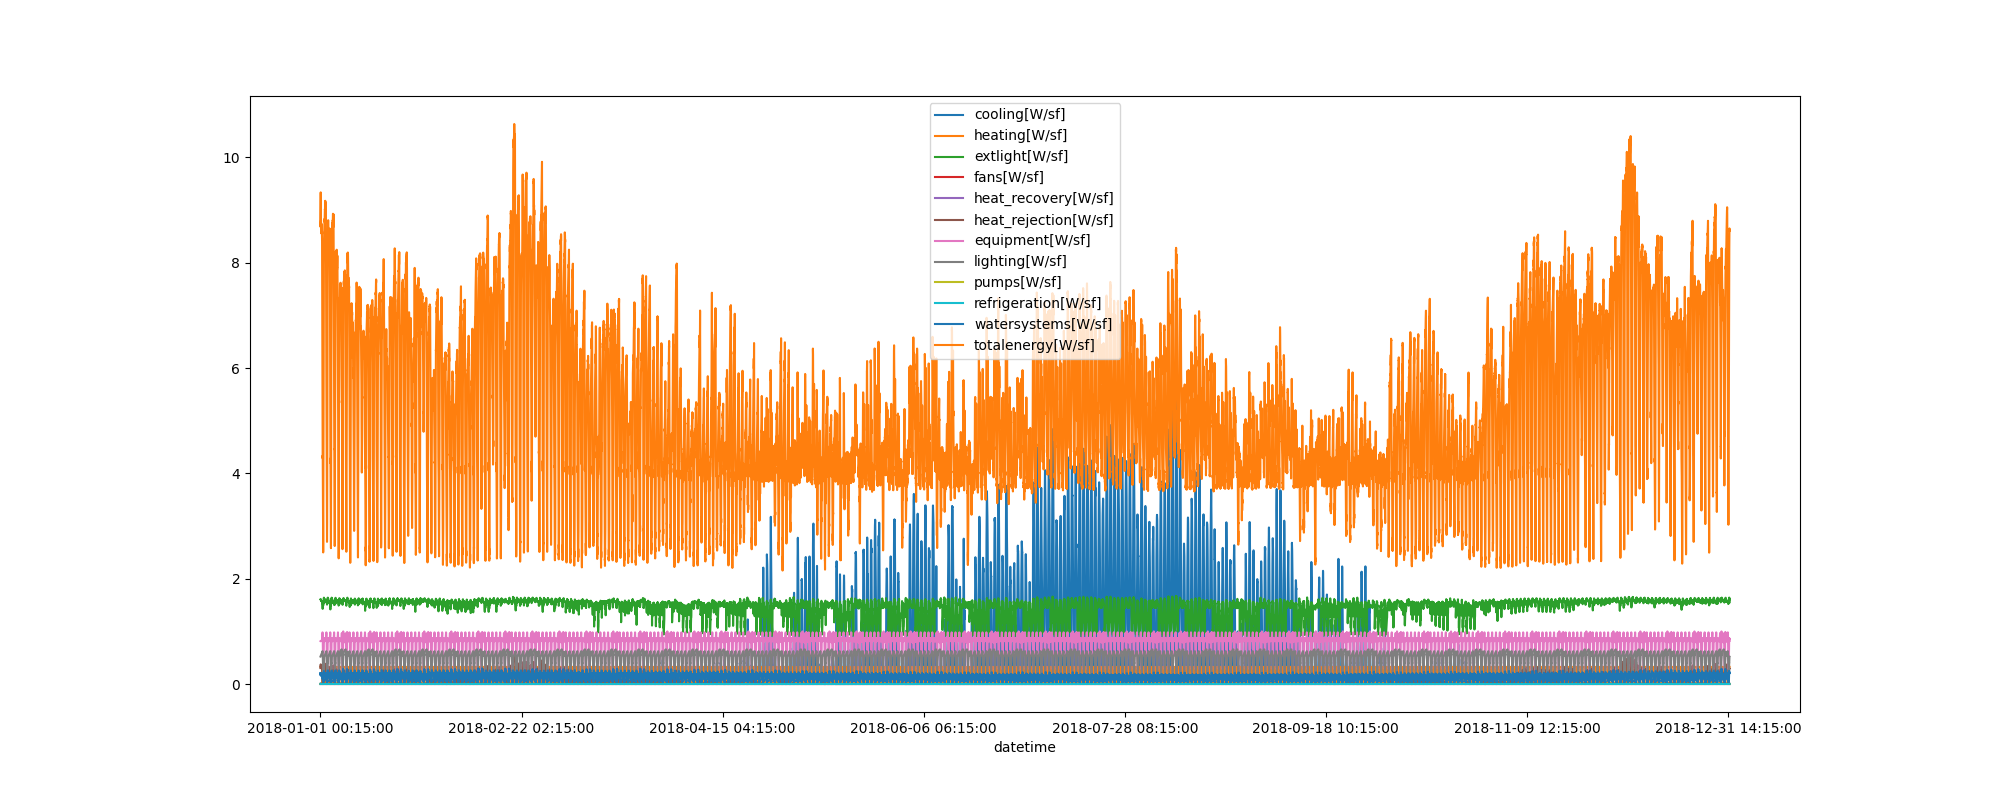 cooling[W/sf]
heating[W/sf]
extlight[W/sf]
fans[W/sf]
heat_recovery[W/sf]
heat_rejection[W/sf]
equipment[W/sf]
lighting[W/sf]
pumps[W/sf]
refrigeration[W/sf]
watersystems[W/sf]
totalenergy[W/sf]
10
8
6
4
2
0
2018-01-01 00:15:00 2018-02-22 02:15:00 2018-04-15 04:15:00 2018-06-06 06:15:00 2018-07-28 08:15:00 2018-09-18 10:15:00 2018-11-09 12:15:00 2018-12-31 14:15:00
datetime